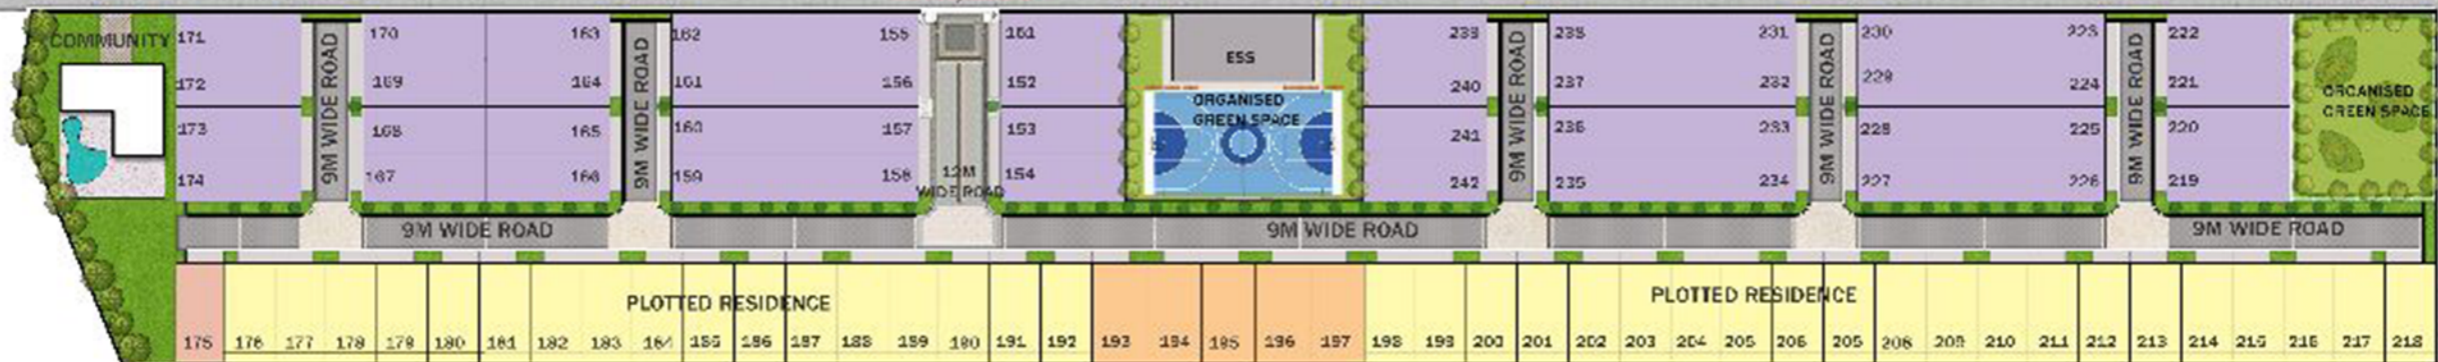 COMMUNITY
171
172
173
174
9M WIDE ROAD
170
169
168
167
163
164
165
166
9M WIDE ROAD
162
161
160
159
155
156
157
158
12M
WIDE ROAD
151
152
153
154
ESS
ORGANISED
GREEN SPACE
239
240
241
242
9M WIDE ROAD
238
237
236
235
231
232
233
234
9M WIDE ROAD
230
229
228
227
223
224
225
226
9M WIDE ROAD
222
221
220
219
ORGANISED
GREEN SPACE
9M WIDE ROAD
9M WIDE ROAD
9M WIDE ROAD
PLOTTED RESIDENCE
PLOTTED RESIDENCE
175 176 177 178 179 180 181 182 183 184 185 186 187 188 189 190 191 192 193 194 195 196 197 198 199 200 201 202 203 204 205 206 205 208 209 210 211 212 213 214 215 216 217 218